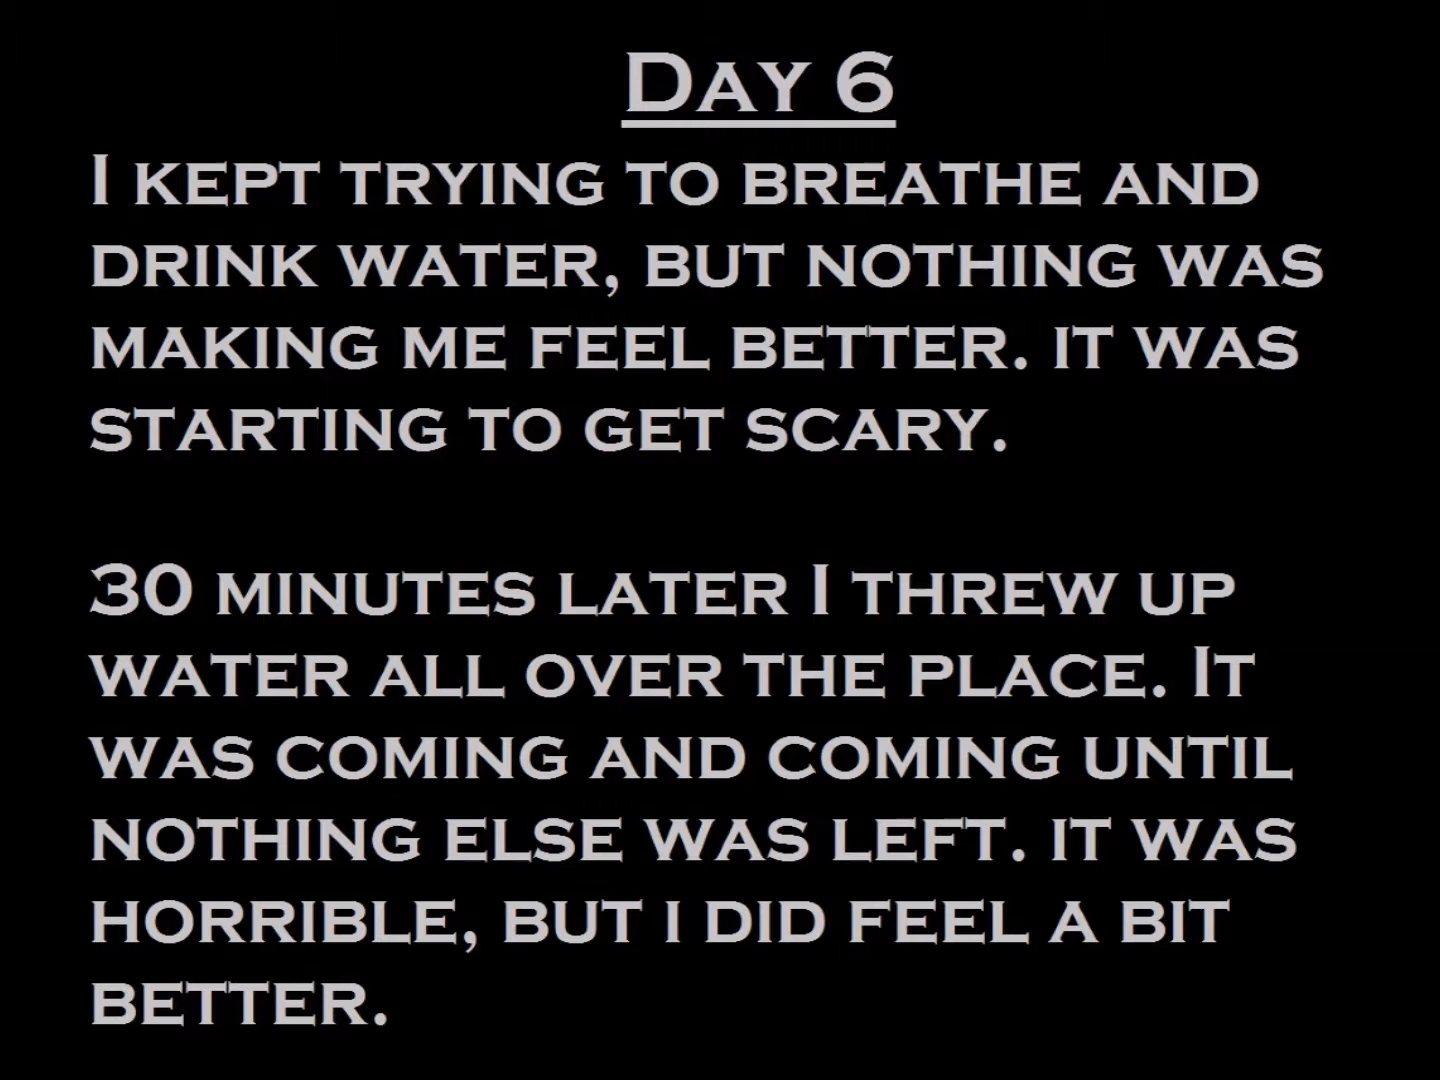 Day 6
I kept trying to breathe and
drink water, but nothing was
making me feel better. it was
starting to get scary.
30 minutes later I threw up
water all over the place. It
was coming and coming until
nothing else was left. it was
horrible, but i did feel a bit
better.